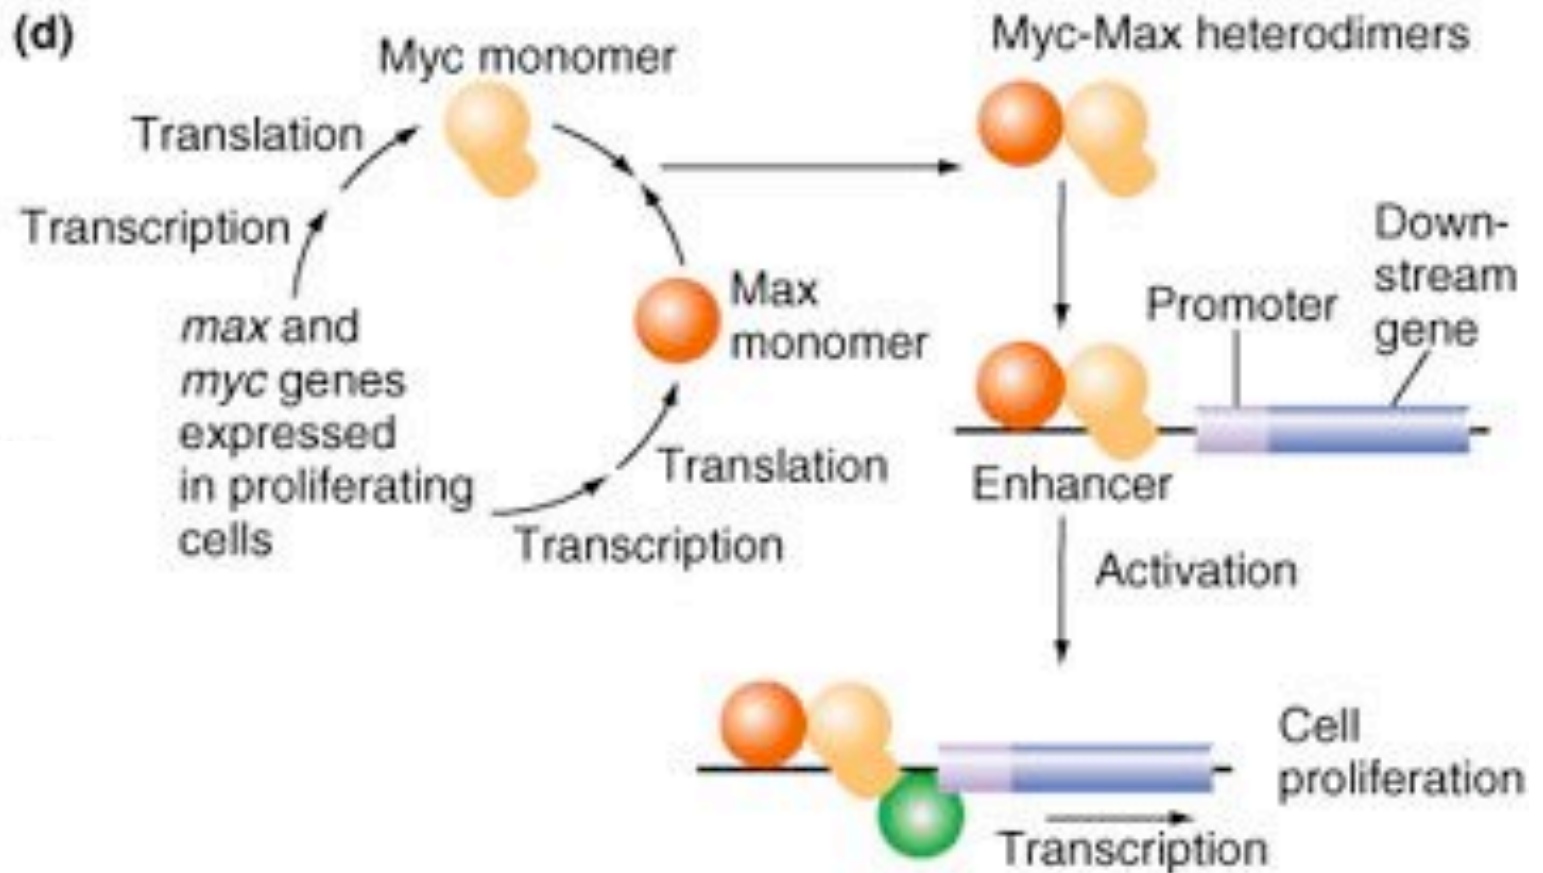 (d)
Myc monomer
Myc-Max heterodimers
Translation
Transcription
max and
myc genes
expressed
in proliferating
cells
Max
monomer
Translation
Transcription
Promoter
Down-
stream
gene
Enhancer
Activation
Cell
proliferation
Transcription